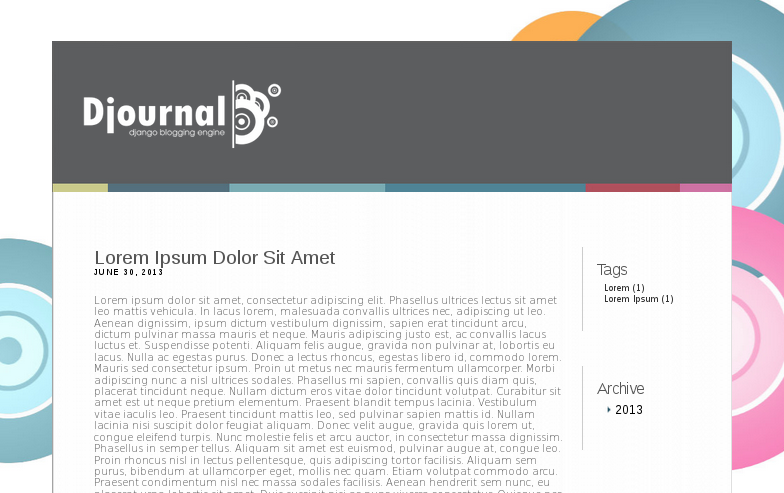 Djournal
django blogging engine
Lorem Ipsum Dolor Sit Amet
JUNE 30, 2013
Lorem ipsum dolor sit amet, consectetur adipiscing elit. Phasellus ultrices lectus sit amet
leo mattis vehicula. In lacus lorem, malesuada convallis ultrices nec, adipiscing ut leo.
Aenean dignissim, ipsum dictum vestibulum dignissim, sapien erat tincidunt arcu,
dictum pulvinar massa mauris et neque. Mauris adipiscing justo est, ac convallis lacus
luctus et. Suspendisse potenti. Aliquam felis augue, gravida non pulvinar at, lobortis eu
lacus. Nulla ac egestas purus. Donec a lectus rhoncus, egestas libero id, commodo lorem.
Mauris sed consectetur ipsum. Proin ut metus nec mauris fermentum ullamcorper. Morbi
adipiscing nunc a nisl ultrices sodales. Phasellus mi sapien, convallis quis diam quis,
placerat tincidunt neque. Nullam dictum eros vitae dolor tincidunt volutpat. Curabitur sit
amet est ut neque pretium elementum. Praesent blandit tempus lacinia. Vestibulum
vitae iaculis leo. Praesent tincidunt mattis leo, sed pulvinar sapien mattis id. Nullam
lacinia nisi suscipit dolor feugiat aliquam. Donec velit augue, gravida quis lorem ut,
congue eleifend turpis. Nunc molestie felis et arcu auctor, in consectetur massa dignissim.
Phasellus in semper tellus. Aliquam sit amet est euismod, pulvinar augue at, congue leo.
Proin rhoncus nisl in lectus pellentesque, quis adipiscing tortor facilisis. Aliquam sem
purus, bibendum at ullamcorper eget, mollis nec quam. Etiam volutpat commodo arcu.
Praesent condimentum nisl nec massa sodales facilisis. Aenean hendrerit sem nunc, eu
Tags
Lorem (1)
Lorem Ipsum (1)
Archive
2013